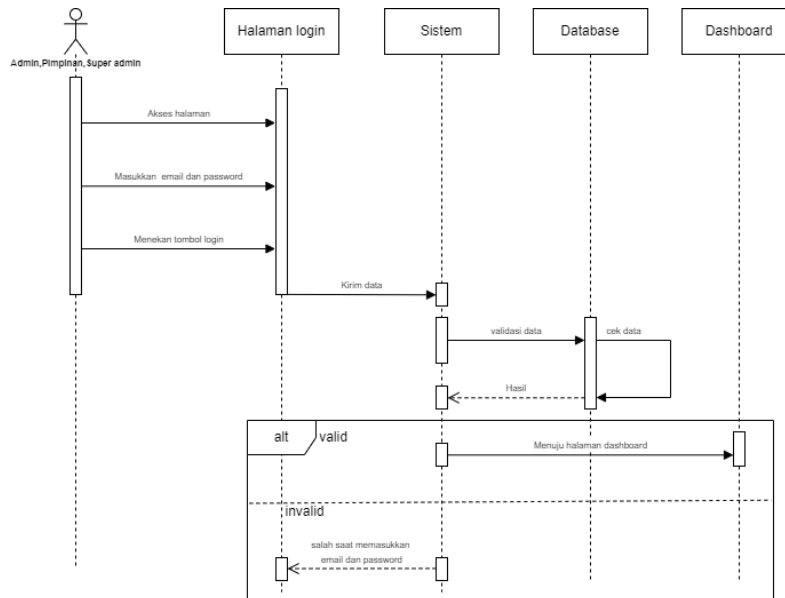 Halaman login
Sistem
Database
Dashboard
Admin,Pimpinan,Super admin
Akses halaman
Masukkan email dan password
Menekan tombol login
Kirim data
validasi data
cek data
Hasil
alt
valid
Menuju halaman dashboard
invalid
salah saat memasukkan
email dan password